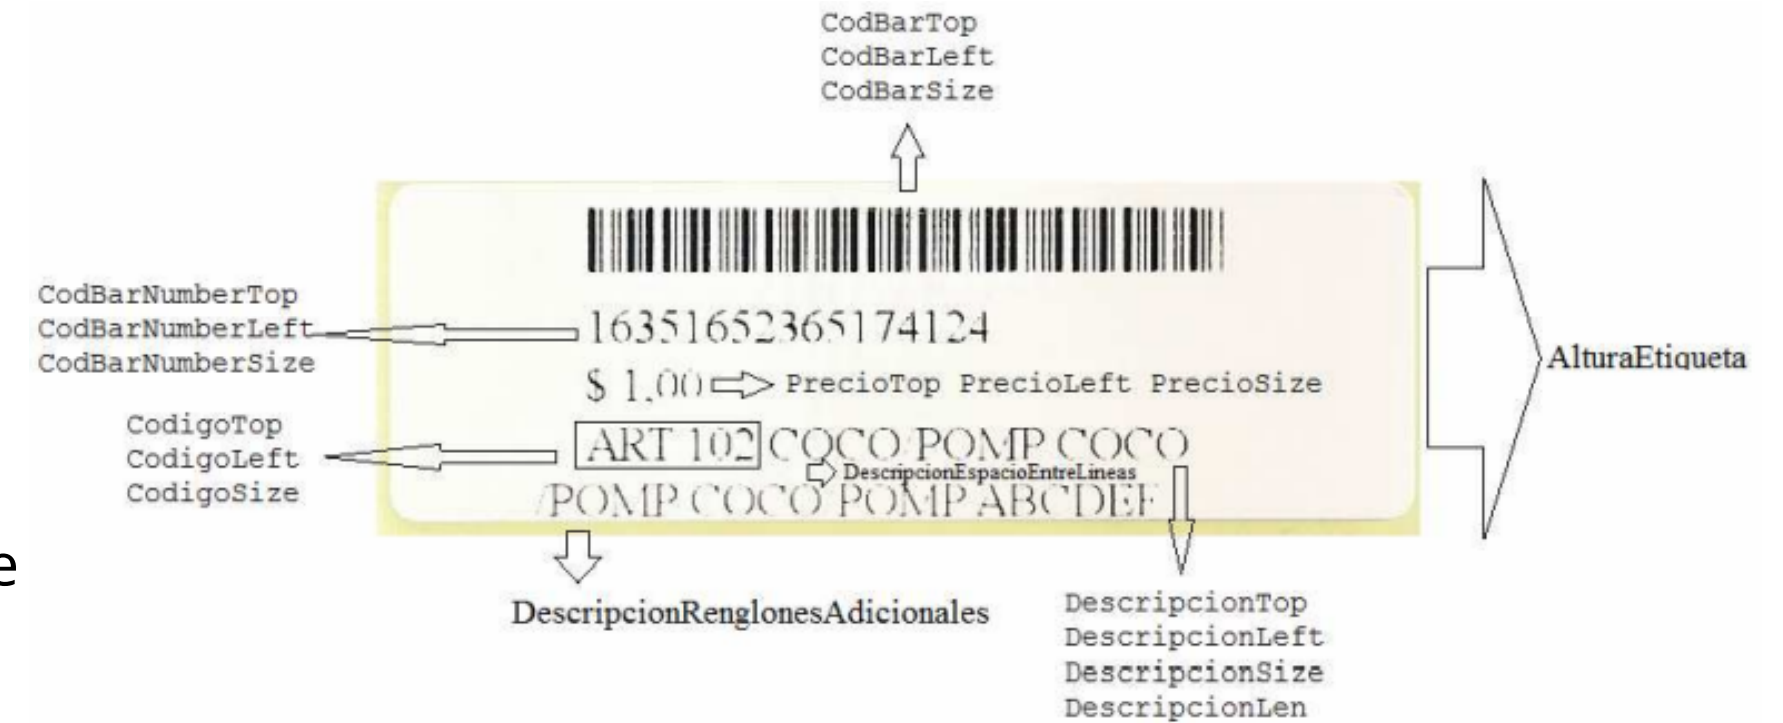 CodBarTop
CodBarLeft
CodBarSize
CodBarNumberTop
CodBarNumberLeft
CodBarNumberSize
16351652365174124
$ 1,00
PrecioTop PrecioLeft PrecioSize
AlturaEtiqueta
CodigoTop
CodigoLeft
CodigoSize
ART 102 COCO POMP COCO
DescripcionEspacioEntreLineas
/POMP COCO POMP ABCDEF
e
DescripcionRenglonesAdicionales
DescripcionTop
DescripcionLeft
DescripcionSize
DescripcionLen